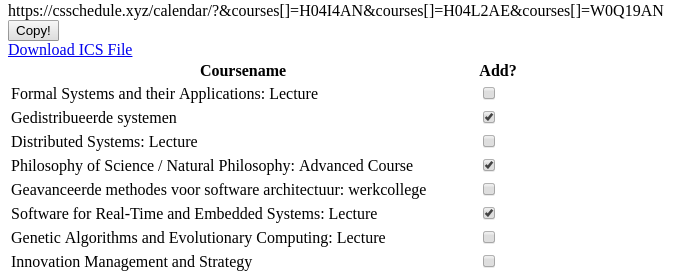 https://csschedule.xyz/calendar/?&courses[]=H04I4AN&courses[]=H04L2AE&courses[]=W0Q19AN
Copy!
Download ICS File
Coursename Add?
Formal Systems and their Applications: Lecture
Gedistribueerde systemen
Distributed Systems: Lecture
Philosophy of Science / Natural Philosophy: Advanced Course
Geavanceerde methodes voor software architectuur: werkcollege
Software for Real-Time and Embedded Systems: Lecture
Genetic Algorithms and Evolutionary Computing: Lecture
Innovation Management and Strategy